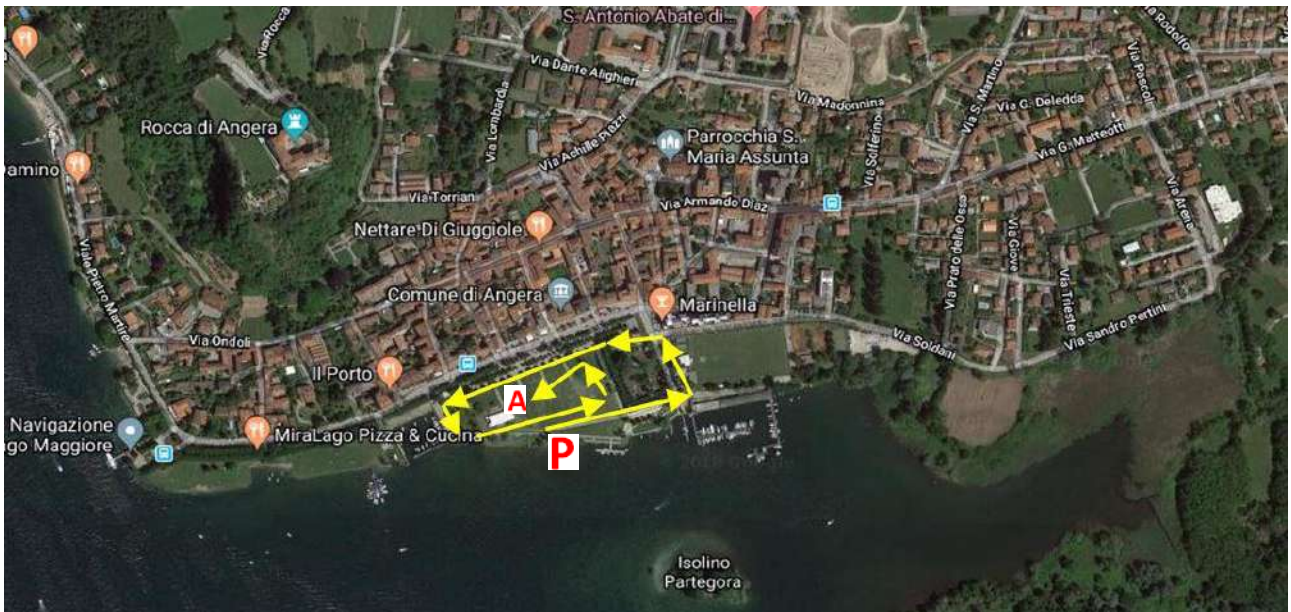 S. Antonio Abate di...
Via Rocca
Via Dante Alighieri
Via Rodolfo
Via Pascoli
Via Madonnina
Via S. Martino
Via G. Deledda
Via Lombardia
Rocca di Angera
Via Achille Piazzi
Parrocchia S.
Maria Assunta
Via Solferino
Via G. Matteotti
Damino
Via Torriani
Via Armando Diaz
Via Arena
Nettare Di Giuggiole
Via Prato delle Ossa
Via Giove
Viale Pietro Martire
Comune di Angera
Marinella
Via Trieste
Via Sandro Pertini
Via Ondoli
Via Soldani
Il Porto
A
Navigazione
ago Maggiore
MiraLago Pizza & Cucina
P
Isolino
Partegora